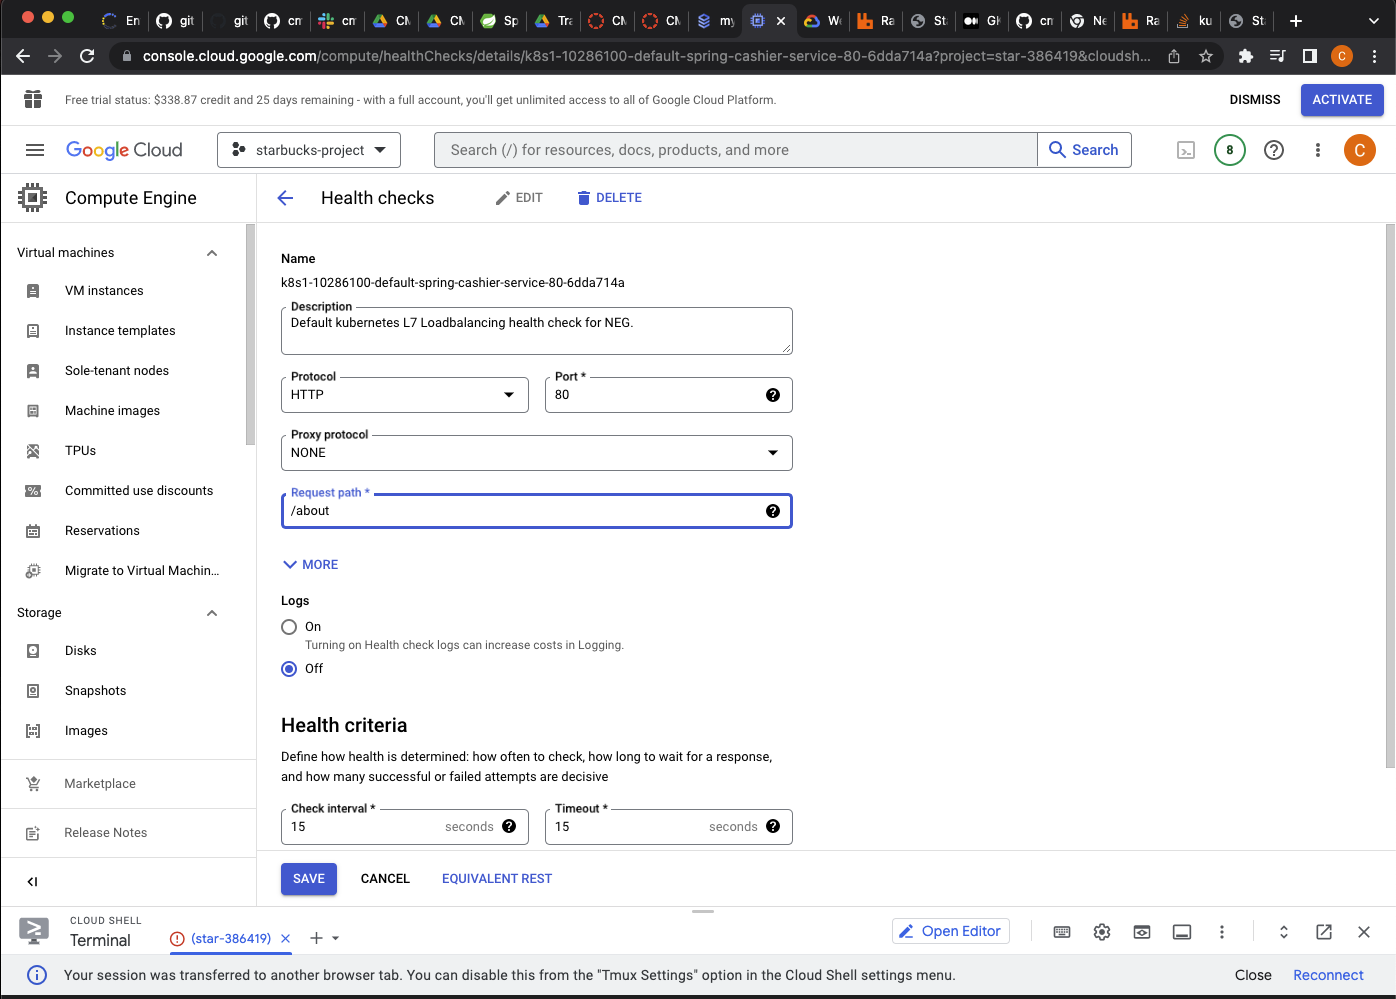 En
git
git
cm
cm
CM
CM
Sp
Tra
CM
CM
my
We
Ra
Sta
GK
cm
Ne
Ra
ku
Sta
console.cloud.google.com/compute/healthChecks/details/k8s1-10286100-default-spring-cashier-service-80-6dda714a?project=star-386419&cloudsh...
C
Free trial status: $338.87 credit and 25 days remaining - with a full account, you'll get unlimited access to all of Google Cloud Platform.
DISMISS
ACTIVATE
Google Cloud
starbucks-project
Search (/) for resources, docs, products, and more
Search
8
C
Compute Engine
Health checks
EDIT
DELETE
Virtual machines
VM instances
Instance templates
Sole-tenant nodes
Machine images
TPUs
Committed use discounts
Reservations
Migrate to Virtual Machin...
Storage
Disks
Snapshots
Images
Marketplace
Release Notes
Name
k8s1-10286100-default-spring-cashier-service-80-6dda714a
Description
Default kubernetes L7 Loadbalancing health check for NEG.
Protocol
HTTP
Port *
80
Proxy protocol
NONE
Request path *
/about
MORE
Logs
On
Turning on Health check logs can increase costs in Logging.
Off
Health criteria
Define how health is determined: how often to check, how long to wait for a response,
and how many successful or failed attempts are decisive
Check interval *
15 seconds
Timeout *
15 seconds
SAVE
CANCEL
EQUIVALENT REST
CLOUD SHELL
Terminal
(star-386419)
Open Editor
Your session was transferred to another browser tab. You can disable this from the "Tmux Settings" option in the Cloud Shell settings menu.
Close
Reconnect